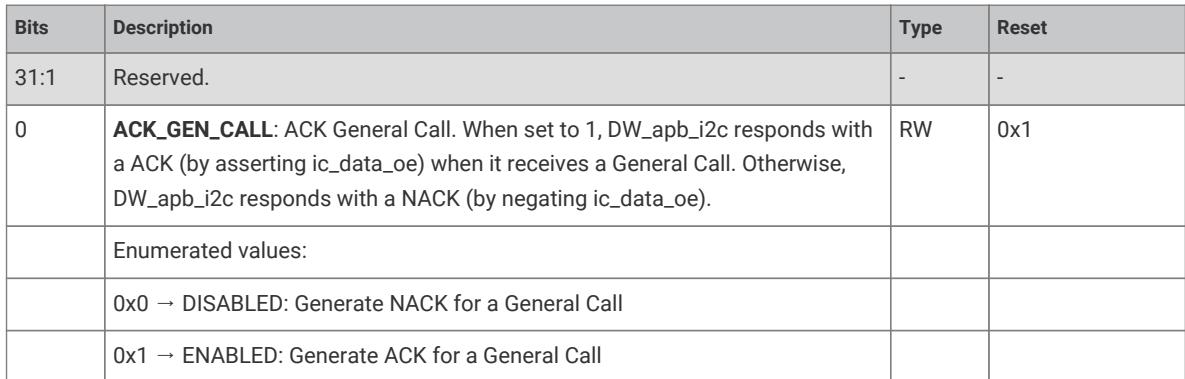 Bits Description Type Reset
31:1 Reserved. - -
0 ACK_GEN_CALL: ACK General Call. When set to 1, DW_apb_i2c responds with RW 0x1
a ACK (by asserting ic_data_oe) when it receives a General Call. Otherwise,
DW_apb_i2c responds with a NACK (by negating ic_data_oe).
Enumerated values:
0x0 → DISABLED: Generate NACK for a General Call
0x1 → ENABLED: Generate ACK for a General Call